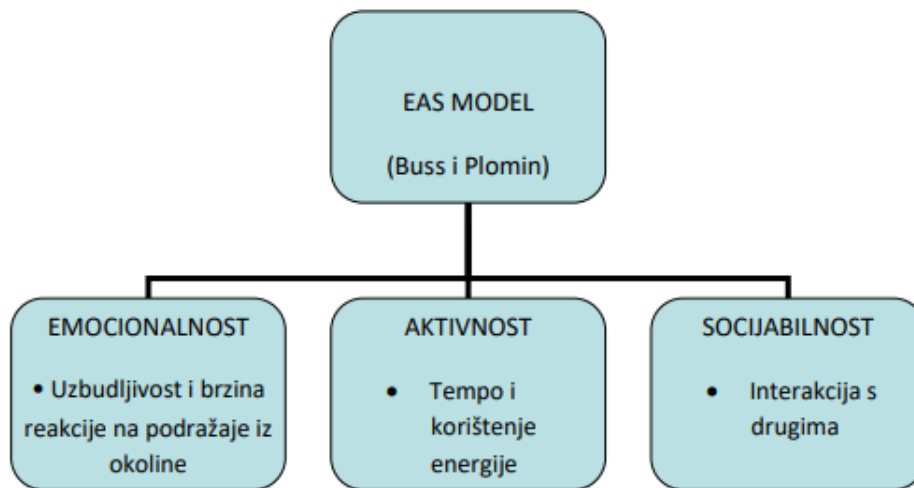 EAS MODEL
(Buss i Plomin)
EMOCIONALNOST
• Uzbudljivost i brzina
reakcije na podražaje iz
okoline
AKTIVNOST
• Tempo i
korištenje
energije
SOCIJABILNOST
• Interakcija s
drugima